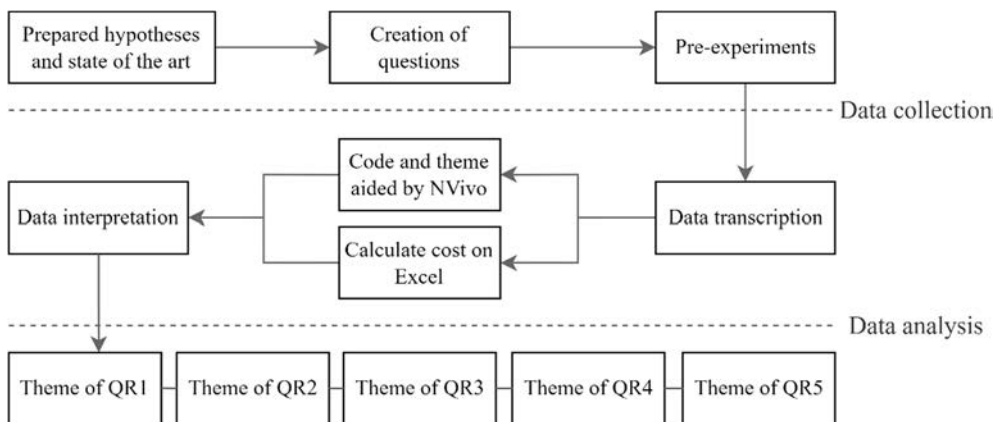 Prepared hypotheses
and state of the art
Creation of
questions
Pre-experiments
Data collection
Code and theme
aided by NVivo
Data interpretation
Data transcription
Calculate cost on
Excel
Data analysis
Theme of QR1
Theme of QR2
Theme of QR3
Theme of QR4
Theme of QR5